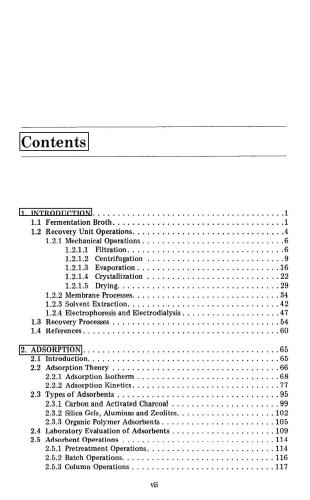 Contents
1. INTRODUCTION. . . . . . . . . . . . . . . . . . . . . . . . . . . . . . . . . . . . 1
1.1 Fermentation Broth. . . . . . . . . . . . . . . . . . . . . . . . . . . . . . . 1
1.2 Recovery Unit Operations. . . . . . . . . . . . . . . . . . . . . . . . . . 4
1.2.1 Mechanical Operations . . . . . . . . . . . . . . . . . . . . . . . . . 6
1.2.1.1 Filtration. . . . . . . . . . . . . . . . . . . . . . . . . . . . 6
1.2.1.2 Centrifugation . . . . . . . . . . . . . . . . . . . . . . . . 9
1.2.1.3 Evaporation . . . . . . . . . . . . . . . . . . . . . . . . . 16
1.2.1.4 Crystallization . . . . . . . . . . . . . . . . . . . . . . . 22
1.2.1.5 Drying. . . . . . . . . . . . . . . . . . . . . . . . . . . . . 29
1.2.2 Membrane Processes. . . . . . . . . . . . . . . . . . . . . . . . . . 34
1.2.3 Solvent Extraction. . . . . . . . . . . . . . . . . . . . . . . . . . . . 42
1.2.4 Electrophoresis and Electrodialysis . . . . . . . . . . . . . . . . 47
1.3 Recovery Processes . . . . . . . . . . . . . . . . . . . . . . . . . . . . . . 54
1.4 References . . . . . . . . . . . . . . . . . . . . . . . . . . . . . . . . . . . . 60
2. ADSORPTION . . . . . . . . . . . . . . . . . . . . . . . . . . . . . . . . . . . . 65
2.1 Introduction. . . . . . . . . . . . . . . . . . . . . . . . . . . . . . . . . . . 65
2.2 Adsorption Theory . . . . . . . . . . . . . . . . . . . . . . . . . . . . . . 66
2.2.1 Adsorption Isotherm . . . . . . . . . . . . . . . . . . . . . . . . . . 68
2.2.2 Adsorption Kinetics. . . . . . . . . . . . . . . . . . . . . . . . . . . 77
2.3 Types of Adsorbents . . . . . . . . . . . . . . . . . . . . . . . . . . . . . 95
2.3.1 Carbon and Activated Charcoal . . . . . . . . . . . . . . . . . . 99
2.3.2 Silica Gels, Aluminas and Zeolites. . . . . . . . . . . . . . . . 102
2.3.3 Organic Polymer Adsorbents . . . . . . . . . . . . . . . . . . . 105
2.4 Laboratory Evaluation of Adsorbents . . . . . . . . . . . . . . . . . 109
2.5 Adsorbent Operations . . . . . . . . . . . . . . . . . . . . . . . . . . . 114
2.5.1 Pretreatment Operations. . . . . . . . . . . . . . . . . . . . . . 114
2.5.2 Batch Operations. . . . . . . . . . . . . . . . . . . . . . . . . . . . 116
2.5.3 Column Operations . . . . . . . . . . . . . . . . . . . . . . . . . . 117
vii